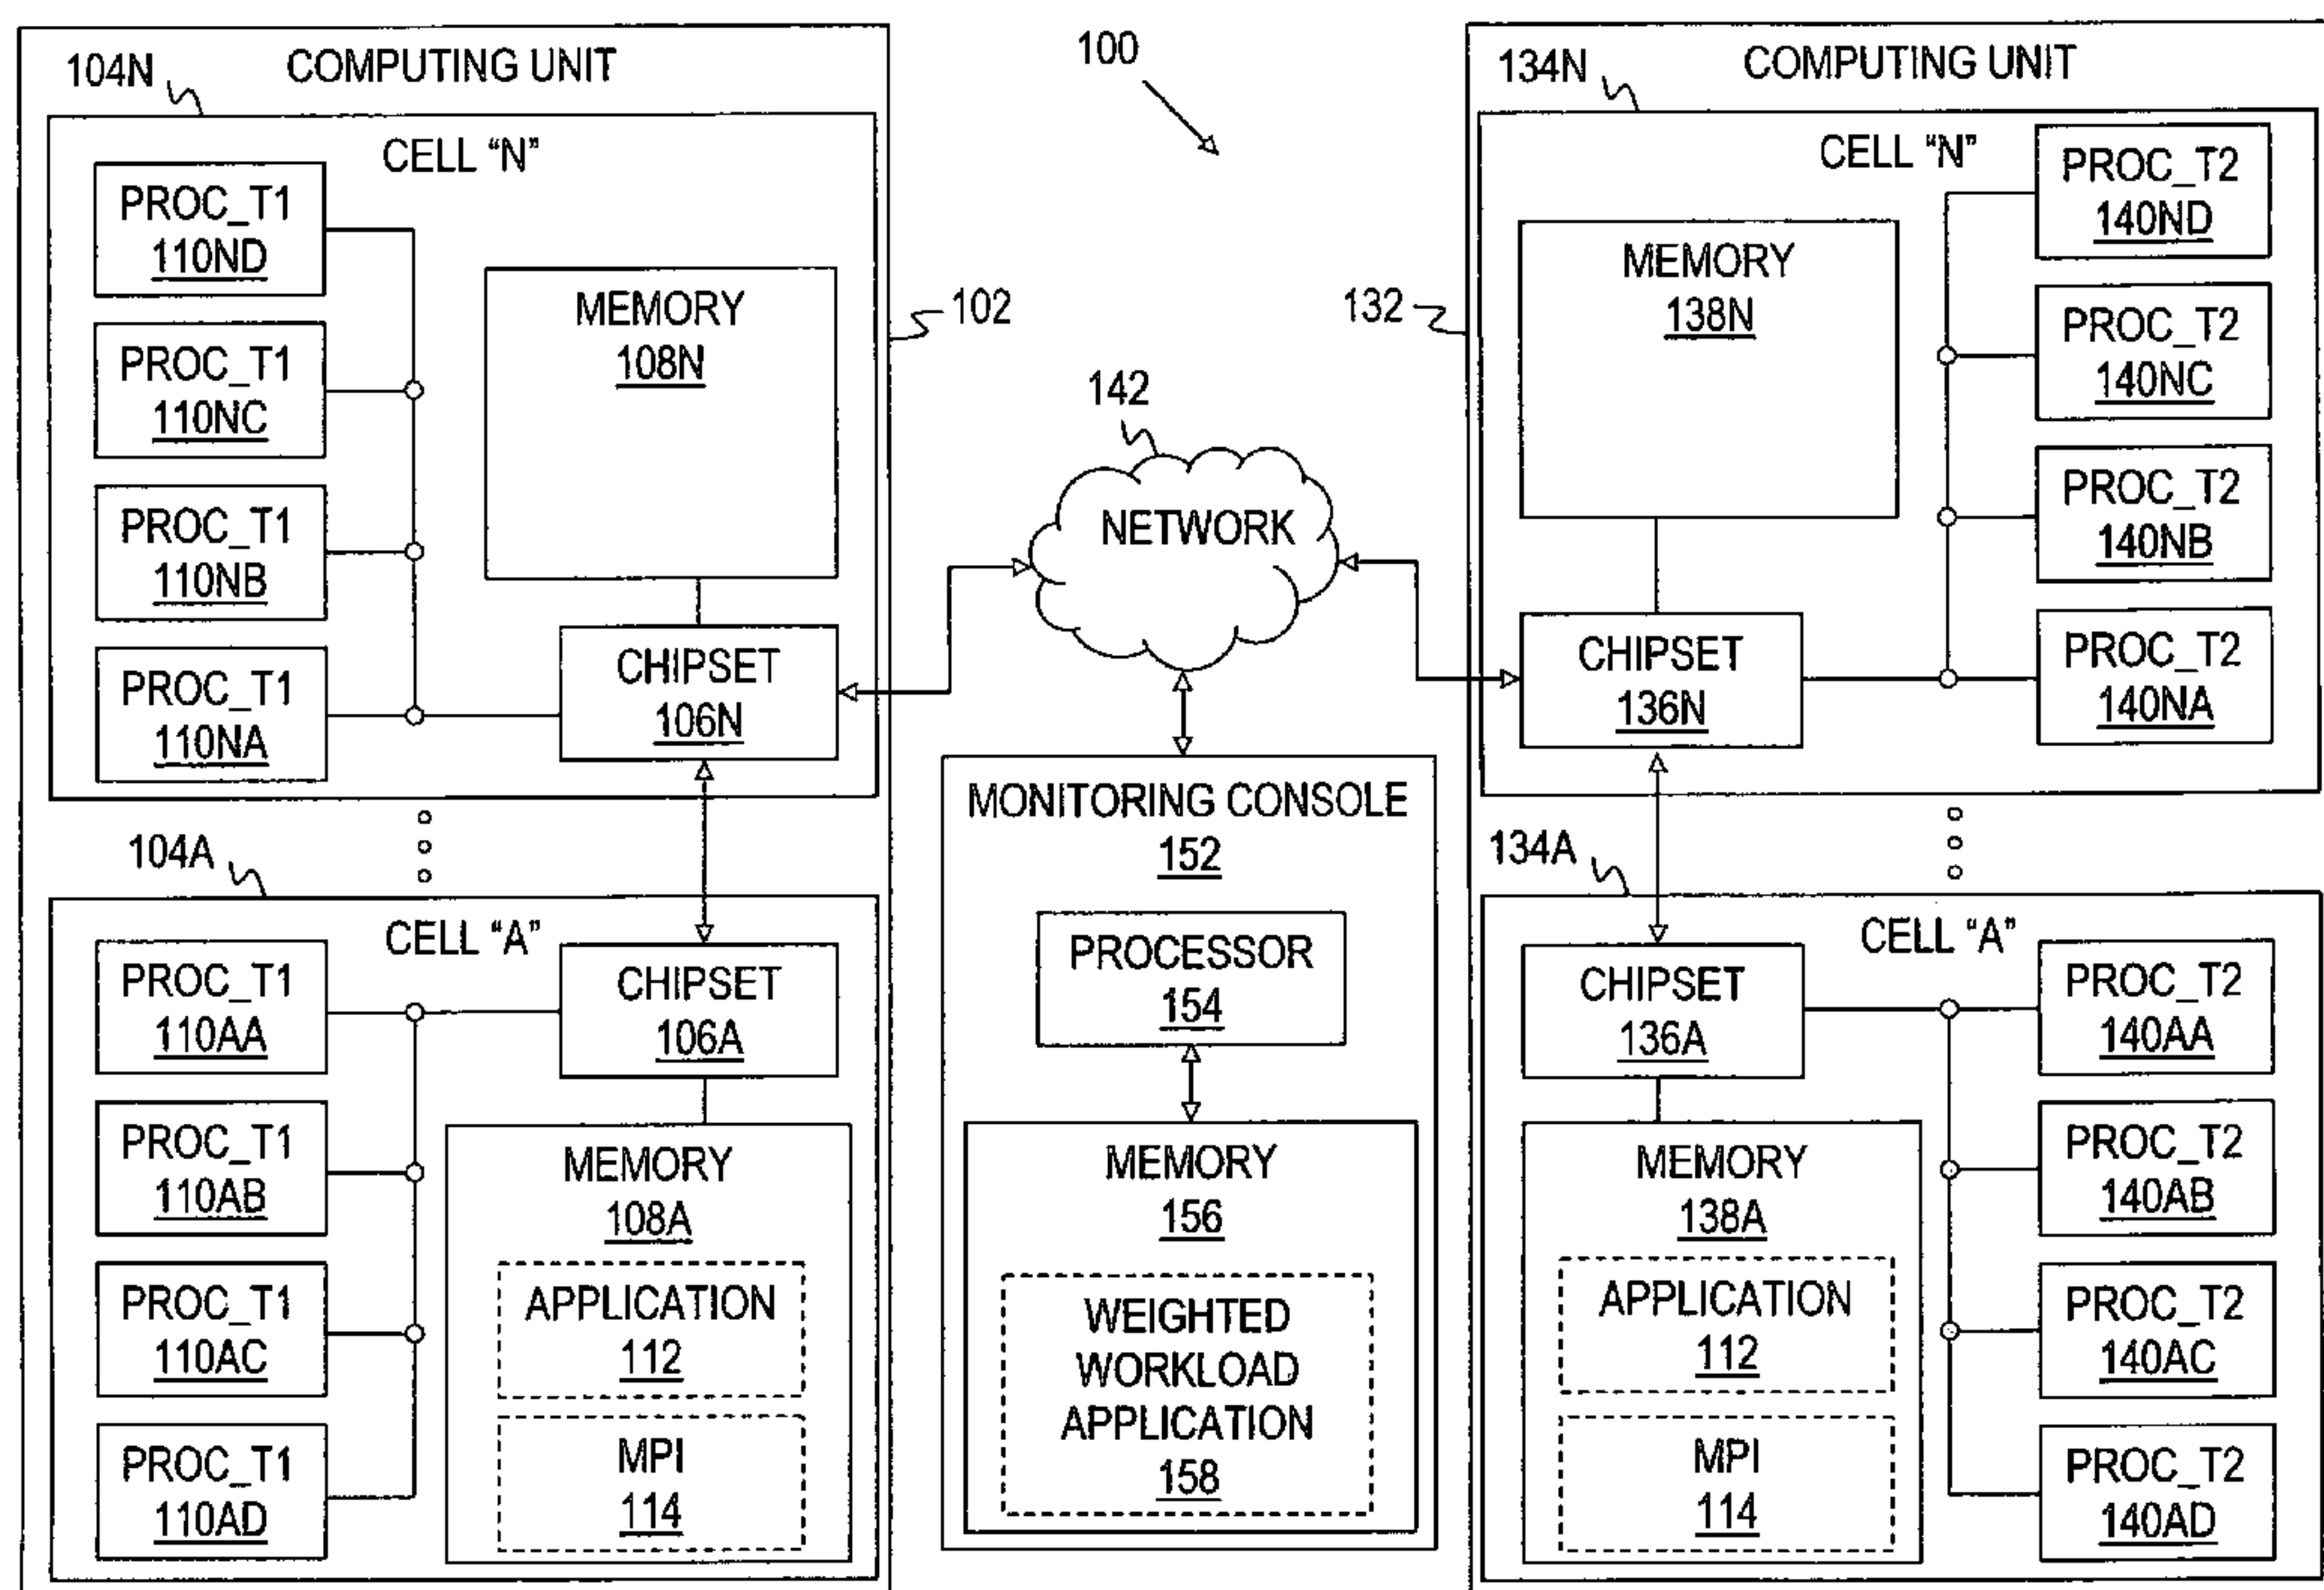 COMPUTING UNIT
104N
CELL "N"
PROC_T1
110ND
PROC_T1
110NC
PROC_T1
110NB
PROC_T1
110NA
MEMORY
108N
CHIPSET
106N
102
104A
CELL "A"
PROC_T1
110AA
PROC_T1
110AB
PROC_T1
110AC
PROC_T1
110AD
CHIPSET
106A
MEMORY
108A
APPLICATION
112
MPI
114
100
142
NETWORK
MONITORING CONSOLE
152
PROCESSOR
154
MEMORY
156
WEIGHTED
WORKLOAD
APPLICATION
158
COMPUTING UNIT
134N
CELL "N"
132
MEMORY
138N
CHIPSET
136N
PROC_T2
140ND
PROC_T2
140NC
PROC_T2
140NB
PROC_T2
140NA
134A
CELL "A"
CHIPSET
136A
MEMORY
138A
APPLICATION
112
MPI
114
PROC_T2
140AA
PROC_T2
140AB
PROC_T2
140AC
PROC_T2
140AD